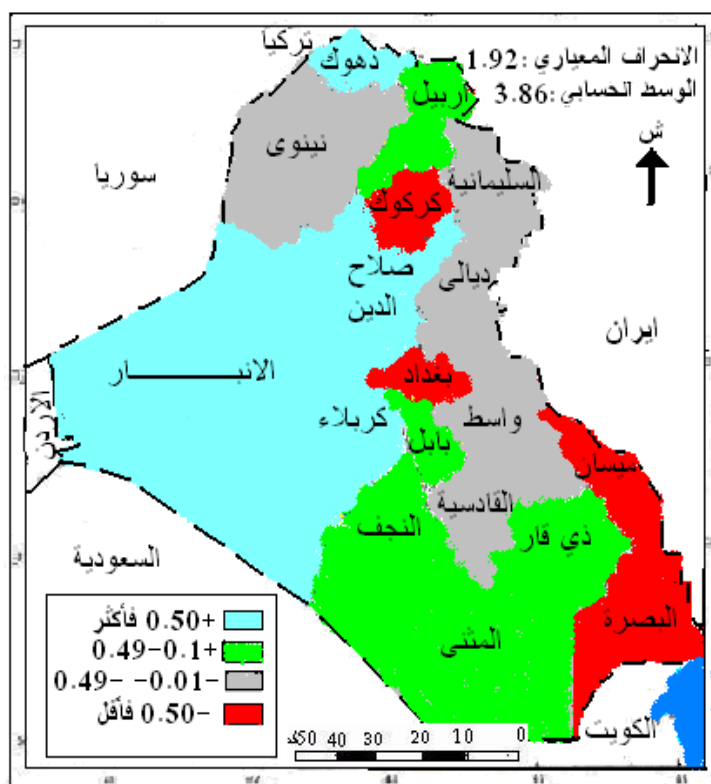 تركيا
دهوك
الانحراف المعياري :1.92
الوسط الحسابي :3.86
اربيل
ش
نينوى
سوريا
السليمانية
كركوك
صلاح
الدين
ديالى
ايران
الانبــــــار
بغداد
الاردن
كربلاء
واسط
بابل
ميسان
القادسية
النجف
ذي قار
السعودية
البصرة
المثنى
الكويت
+0.50 فأكثر
+0.1-0.49
-0.01- -0.49
-0.50 فأقل
50 40 30 20 10 0